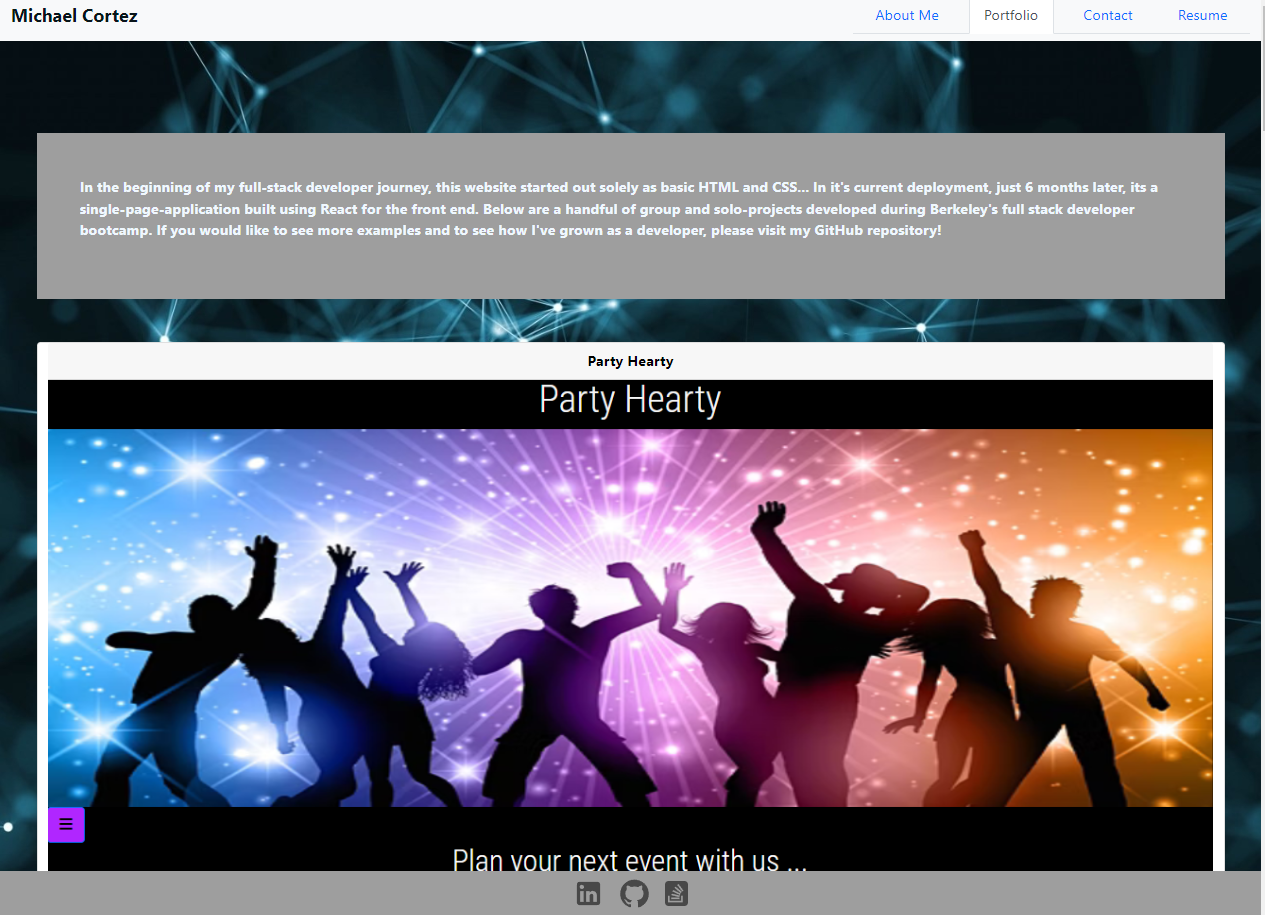 Michael Cortez
About Me
Portfolio
Contact
Resume
In the beginning of my full-stack developer journey, this website started out solely as basic HTML and CSS... In it's current deployment, just 6 months later, its a
single-page-application built using React for the front end. Below are a handful of group and solo-projects developed during Berkeley's full stack developer
bootcamp. If you would like to see more examples and to see how I've grown as a developer, please visit my GitHub repository!
Party Hearty
Party Hearty
Plan your next event with us ...
in